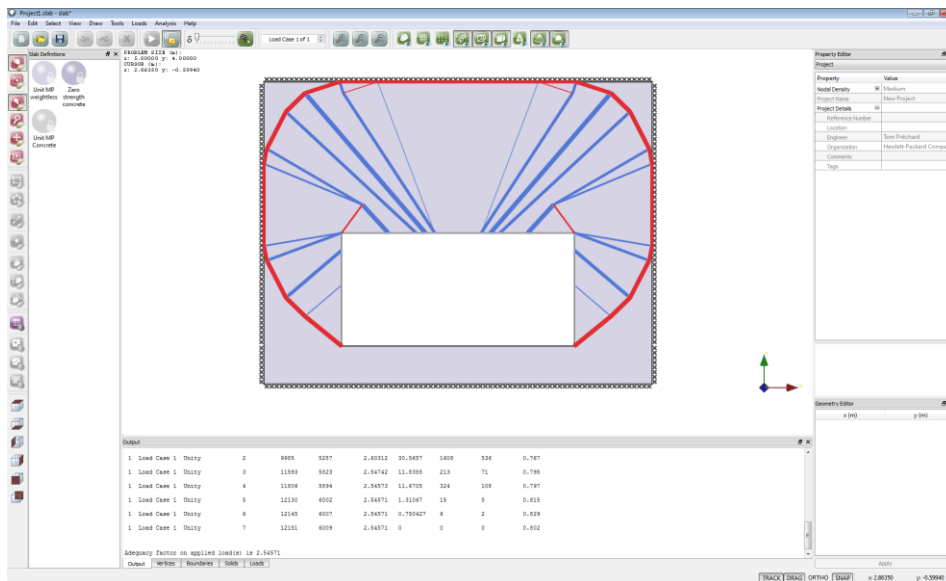 Project1.slab - slab*
File Edit Select View Draw Tools Loads Analysis Help
Load Case 1 of 1
Slab Definitions
Unit MP weightless
Zero strength concrete
Unit MP Concrete
PROBLEM SIZE (m):
x: 5.00000 y: 4.00000
CURSOR (m):
x: 2.86350 y: -0.59940
Property Editor
Project
Property Value
Nodal Density Medium
Project Name New Project
Project Details
Reference Number
Location
Engineer Tom Pritchard
Organization Hewlett-Packard Compa
Comments
Tags
Geometry Editor
x (m) y (m)
Output
1 Load Case 1 Unity 2 9985 5287 2.60312 30.5657 1608 536 0.767
1 Load Case 1 Unity 3 11593 5823 2.54742 11.8388 213 71 0.795
1 Load Case 1 Unity 4 11806 5894 2.54573 11.6705 324 108 0.797
1 Load Case 1 Unity 5 12130 6002 2.54571 1.31067 15 5 0.815
1 Load Case 1 Unity 6 12145 6007 2.54571 0.750427 6 2 0.829
1 Load Case 1 Unity 7 12151 6009 2.54571 0 0 0 0.802
Adequacy factor on applied load(s) is 2.54571
Output Vertices Boundaries Solids Loads
Apply
TRACK DRAG ORTHO SNAP x: 2.86350 y: -0.59940